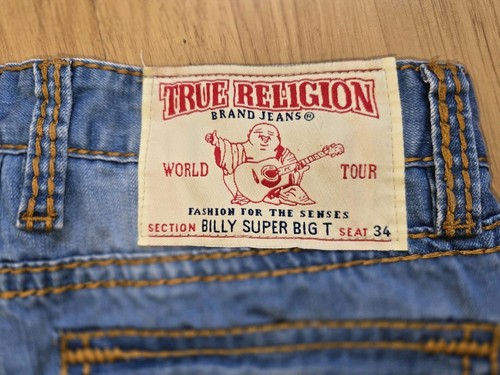 TRUE RELIGION
BRAND JEANS®
WORLD TOUR
FASHION FOR THE SENSES
SECTION BILLY SUPER BIG T SEAT 34